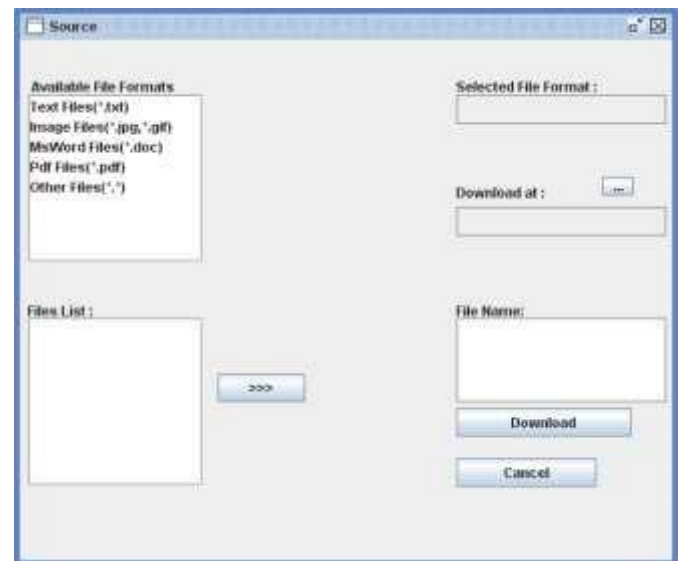 Source
Available File Formats
Text Files(*.txt)
Image Files(*.jpg,*.gif)
MsWord Files(*.doc)
Pdf Files(*.pdf)
Other Files(*.*)
Selected File Format :
Download at :
...
Files List :
>>>
File Name:
Download
Cancel